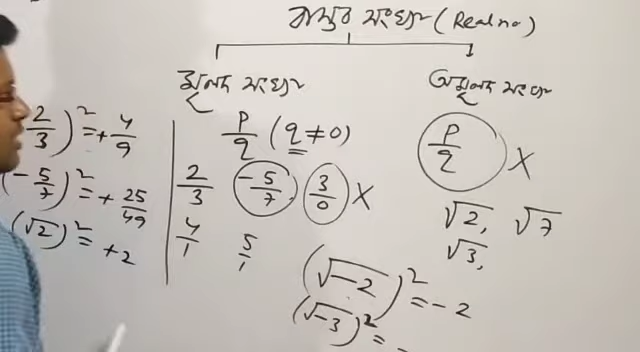 বাস্তব সংখ্যা (Real no)
মূলদ সংখ্যা
অমূলদ সংখ্যা
p/q (q ≠ 0)
p/q X
2/3 -5/7, 3/0 X
4/1 5/1
√2, √7
√3,
2/3)² = + 4/9
(-5/7)² = + 25/49
(√2)² = +2
(√-2)² = -2
(√-3)² = -